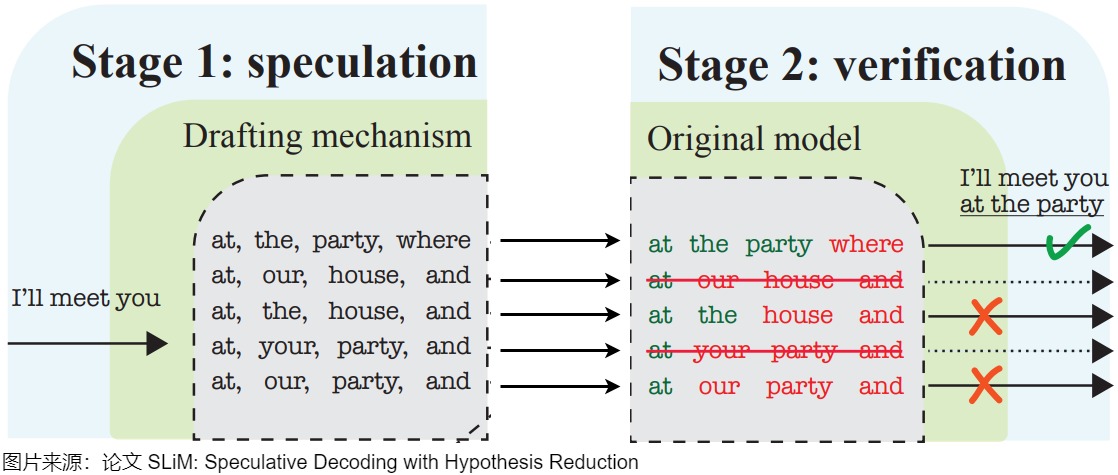 Stage 1: speculation
Drafting mechanism
I'll meet you
at, the, party, where
at, our, house, and
at, the, house, and
at, your, party, and
at, our, party, and
Stage 2: verification
Original model
at the party where
at our house and
at the house and
at your party and
at our party and
I'll meet you
at the party
图片来源：论文 SLiM: Speculative Decoding with Hypothesis Reduction